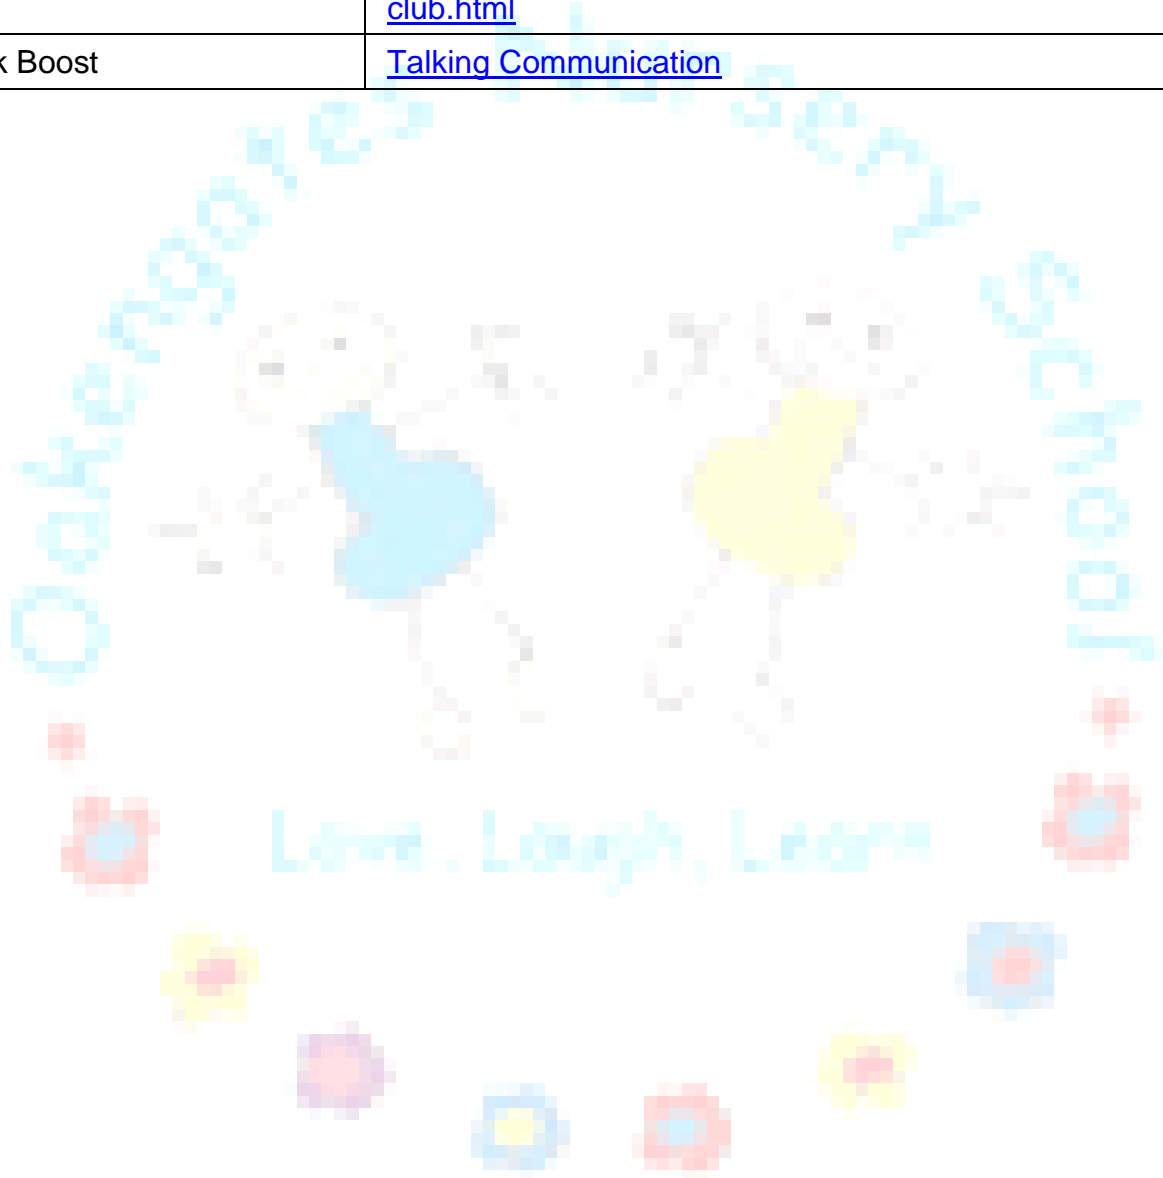 club.html
k Boost
Talking Communication
Oakengates Nursery School
Love, Laugh, Learn